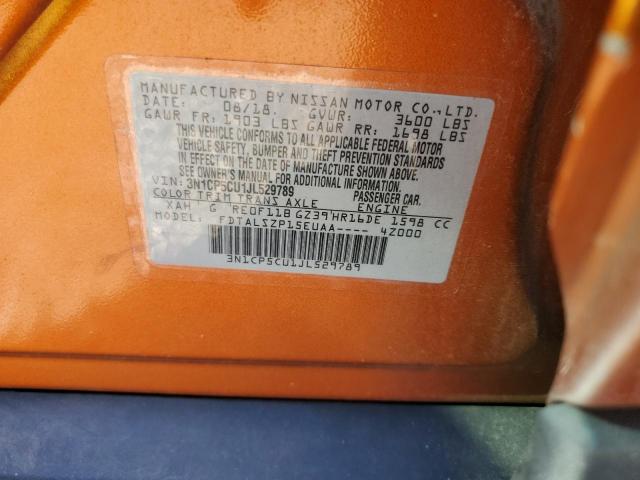 MANUFACTURED BY NISSAN MOTOR CO., LTD.
DATE: 08/18. GVWR: 3600 LBS
GAWR FR: 1903 LBS GAWR RR: 1698 LBS
THIS VEHICLE CONFORMS TO ALL APPLICABLE FEDERAL MOTOR
VEHICLE SAFETY, BUMPER AND THEFT PREVENTION STANDARDS
IN EFFECT ON THE DATE OF MANUFACTURE SHOWN ABOVE.
SEE OWNER'S MANUAL FOR ADDITIONAL INFORMATION.
VIN: 3N1CP5CU1JL529789 PASSENGER CAR.
COLOR TRIM TRANS AXLE ENGINE
XAH G RE0F11B GZ39 HR16DE 1598 CC
MODEL: FDTALSZP15EUAA---- 4Z000
3N1CP5CU1JL529789